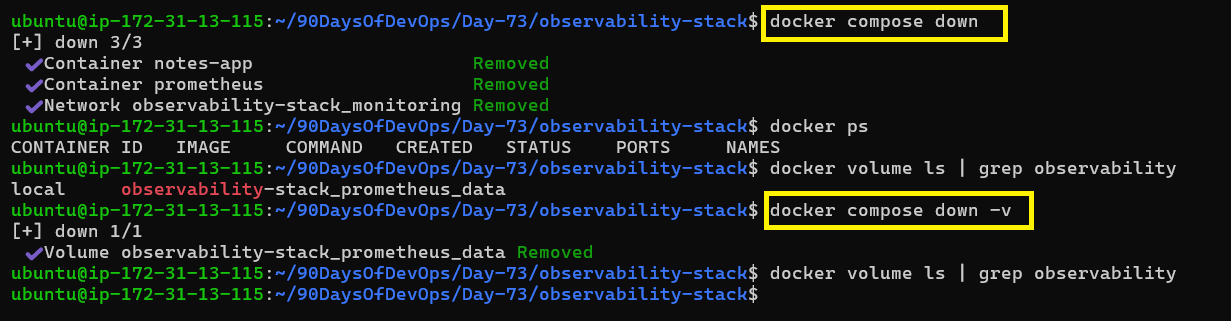 ubuntu@ip-172-31-13-115:~/90DaysOfDevOps/Day-73/observability-stack$ docker compose down
[+] down 3/3
✔Container notes-app Removed
✔Container prometheus Removed
✔Network observability-stack_monitoring Removed
ubuntu@ip-172-31-13-115:~/90DaysOfDevOps/Day-73/observability-stack$ docker ps
CONTAINER ID IMAGE COMMAND CREATED STATUS PORTS NAMES
ubuntu@ip-172-31-13-115:~/90DaysOfDevOps/Day-73/observability-stack$ docker volume ls | grep observability
local observability-stack_prometheus_data
ubuntu@ip-172-31-13-115:~/90DaysOfDevOps/Day-73/observability-stack$ docker compose down -v
[+] down 1/1
✔Volume observability-stack_prometheus_data Removed
ubuntu@ip-172-31-13-115:~/90DaysOfDevOps/Day-73/observability-stack$ docker volume ls | grep observability
ubuntu@ip-172-31-13-115:~/90DaysOfDevOps/Day-73/observability-stack$